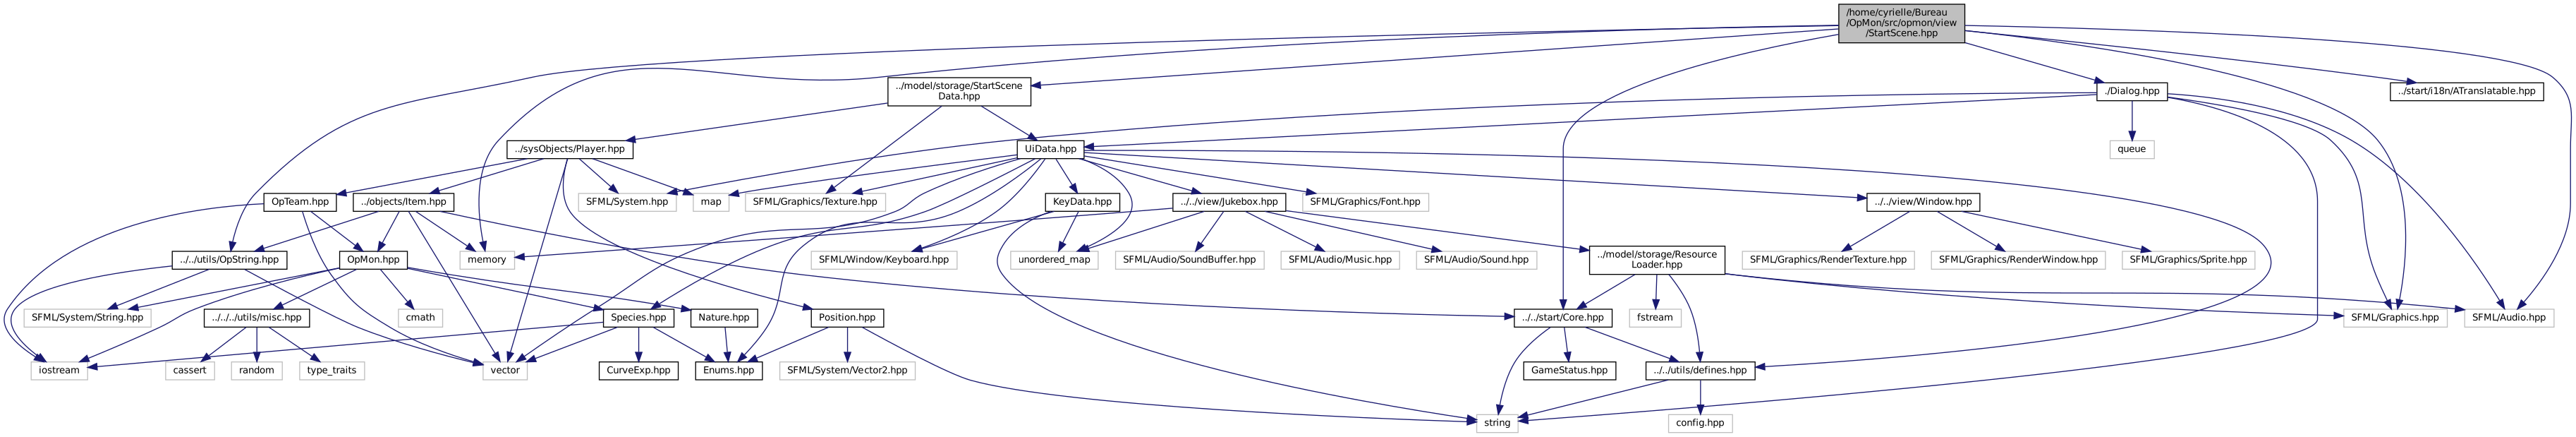 /home/cyrielle/Bureau
/OpMon/src/opmon/view
/StartScene.hpp
../model/storage/StartScene
Data.hpp
./Dialog.hpp
../start/i18n/ATranslatable.hpp
../sysObjects/Player.hpp
UiData.hpp
queue
OpTeam.hpp
../objects/Item.hpp
SFML/System.hpp
map
SFML/Graphics/Texture.hpp
KeyData.hpp
../../view/Jukebox.hpp
SFML/Graphics/Font.hpp
../../view/Window.hpp
../../utils/OpString.hpp
OpMon.hpp
memory
SFML/Window/Keyboard.hpp
unordered_map
SFML/Audio/SoundBuffer.hpp
SFML/Audio/Music.hpp
SFML/Audio/Sound.hpp
../model/storage/Resource
Loader.hpp
SFML/Graphics/RenderTexture.hpp
SFML/Graphics/RenderWindow.hpp
SFML/Graphics/Sprite.hpp
SFML/System/String.hpp
../../../utils/misc.hpp
cmath
Species.hpp
Nature.hpp
Position.hpp
../../start/Core.hpp
fstream
SFML/Graphics.hpp
SFML/Audio.hpp
iostream
cassert
random
type_traits
vector
CurveExp.hpp
Enums.hpp
SFML/System/Vector2.hpp
GameStatus.hpp
../../utils/defines.hpp
string
config.hpp